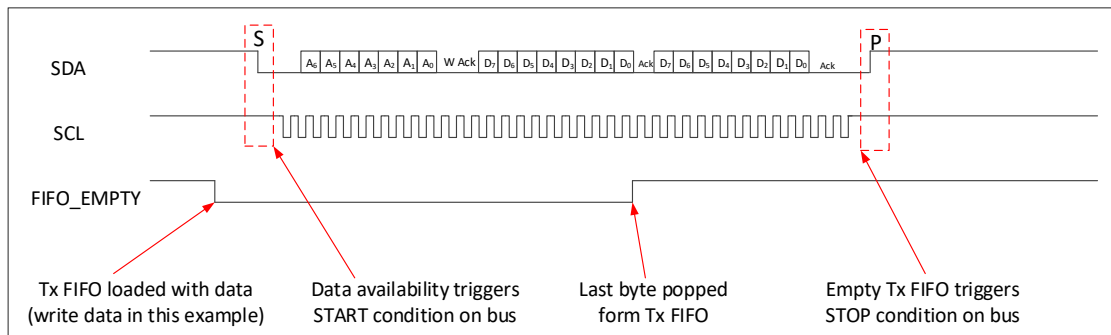 S
P
SDA
A6 A5 A4 A3 A2 A1 A0 W Ack D7 D6 D5 D4 D3 D2 D1 D0 Ack D7 D6 D5 D4 D3 D2 D1 D0 Ack
SCL
FIFO_EMPTY
Tx FIFO loaded with data
(write data in this example)
Data availability triggers
START condition on bus
Last byte popped
form Tx FIFO
Empty Tx FIFO triggers
STOP condition on bus